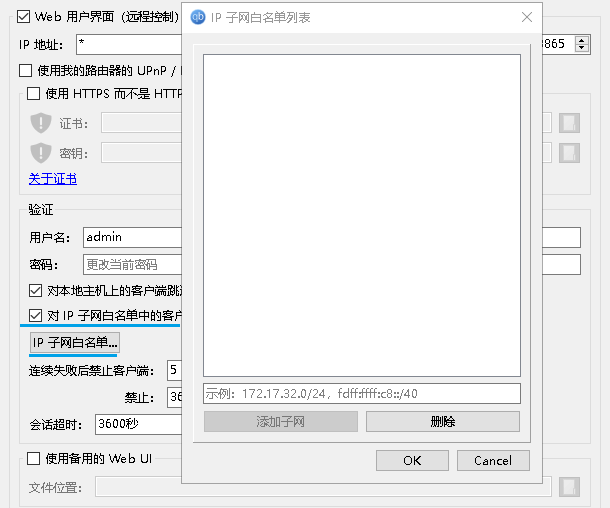 Web 用户界面（远程控制）
IP 地址： *
8865
使用我的路由器的 UPnP /
使用 HTTPS 而不是 HTTP
证书：
密钥：
关于证书
验证
用户名： admin
密码： 更改当前密码
对本地主机上的客户端跳
对 IP 子网白名单中的客户
IP 子网白名单...
连续失败后禁止客户端： 5
禁止： 36
会话超时： 3600秒
使用备用的 Web UI
文件位置：
qb IP 子网白名单列表
示例：172.17.32.0/24，fdff:ffff:c8::/40
添加子网 删除
OK Cancel